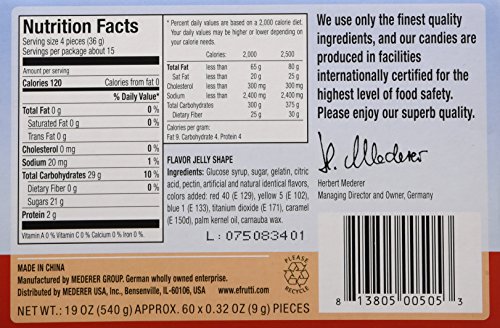 Nutrition Facts
Serving size 4 pieces (36 g)
Servings per package about 15
Amount per serving
Calories 120 Calories from fat 0
% Daily Value*
Total Fat 0 g 0 %
Saturated Fat 0 g 0 %
Trans Fat 0 g
Cholesterol 0 mg 0 %
Sodium 20 mg 1 %
Total Carbohydrates 29 g 10 %
Dietary Fiber 0 g 0 %
Sugars 21 g
Protein 2 g
Vitamin A 0 % Vitamin C 0 % Calcium 0 % Iron 0 %
* Percent daily values are based on a 2,000 calorie diet.
Your daily values may be higher or lower depending
on your calorie needs.
Calories: 2,000 2,500
Total Fat less than 65 g 80 g
Sat Fat less than 20 g 25 g
Cholesterol less than 300 mg 300 mg
Sodium less than 2,400 mg 2,400 mg
Total Carbohydrates 300 g 375 g
Dietary Fiber 25 g 30 g
Calories per gram:
Fat 9. Carbohydrate 4. Protein 4
FLAVOR JELLY SHAPE
Ingredients: Glucose syrup, sugar, gelatin, citric
acid, pectin, artificial and natural identical flavors,
colors added: red 40 (E 129), yellow 5 (E 102),
blue 1 (E 133), titanium dioxide (E 171), caramel
(E 150d), palm kernel oil, carnauba wax.
L: 075083401
We use only the finest quality
ingredients, and our candies are
produced in facilities
internationally certified for the
highest level of food safety.
Please enjoy our superb quality.
H. Mederer
Herbert Mederer
Managing Director and Owner, Germany
MADE IN CHINA
Manufactured by MEDERER GROUP. German wholly owned enterprise.
Distributed by MEDERER USA, Inc., Bensenville, IL-60106, USA www.efrutti.com
NET WT.: 19 OZ (540 g) APPROX. 60 x 0.32 OZ (9 g) PIECES
PLEASE
RECYCLE
8 13805 00505 3